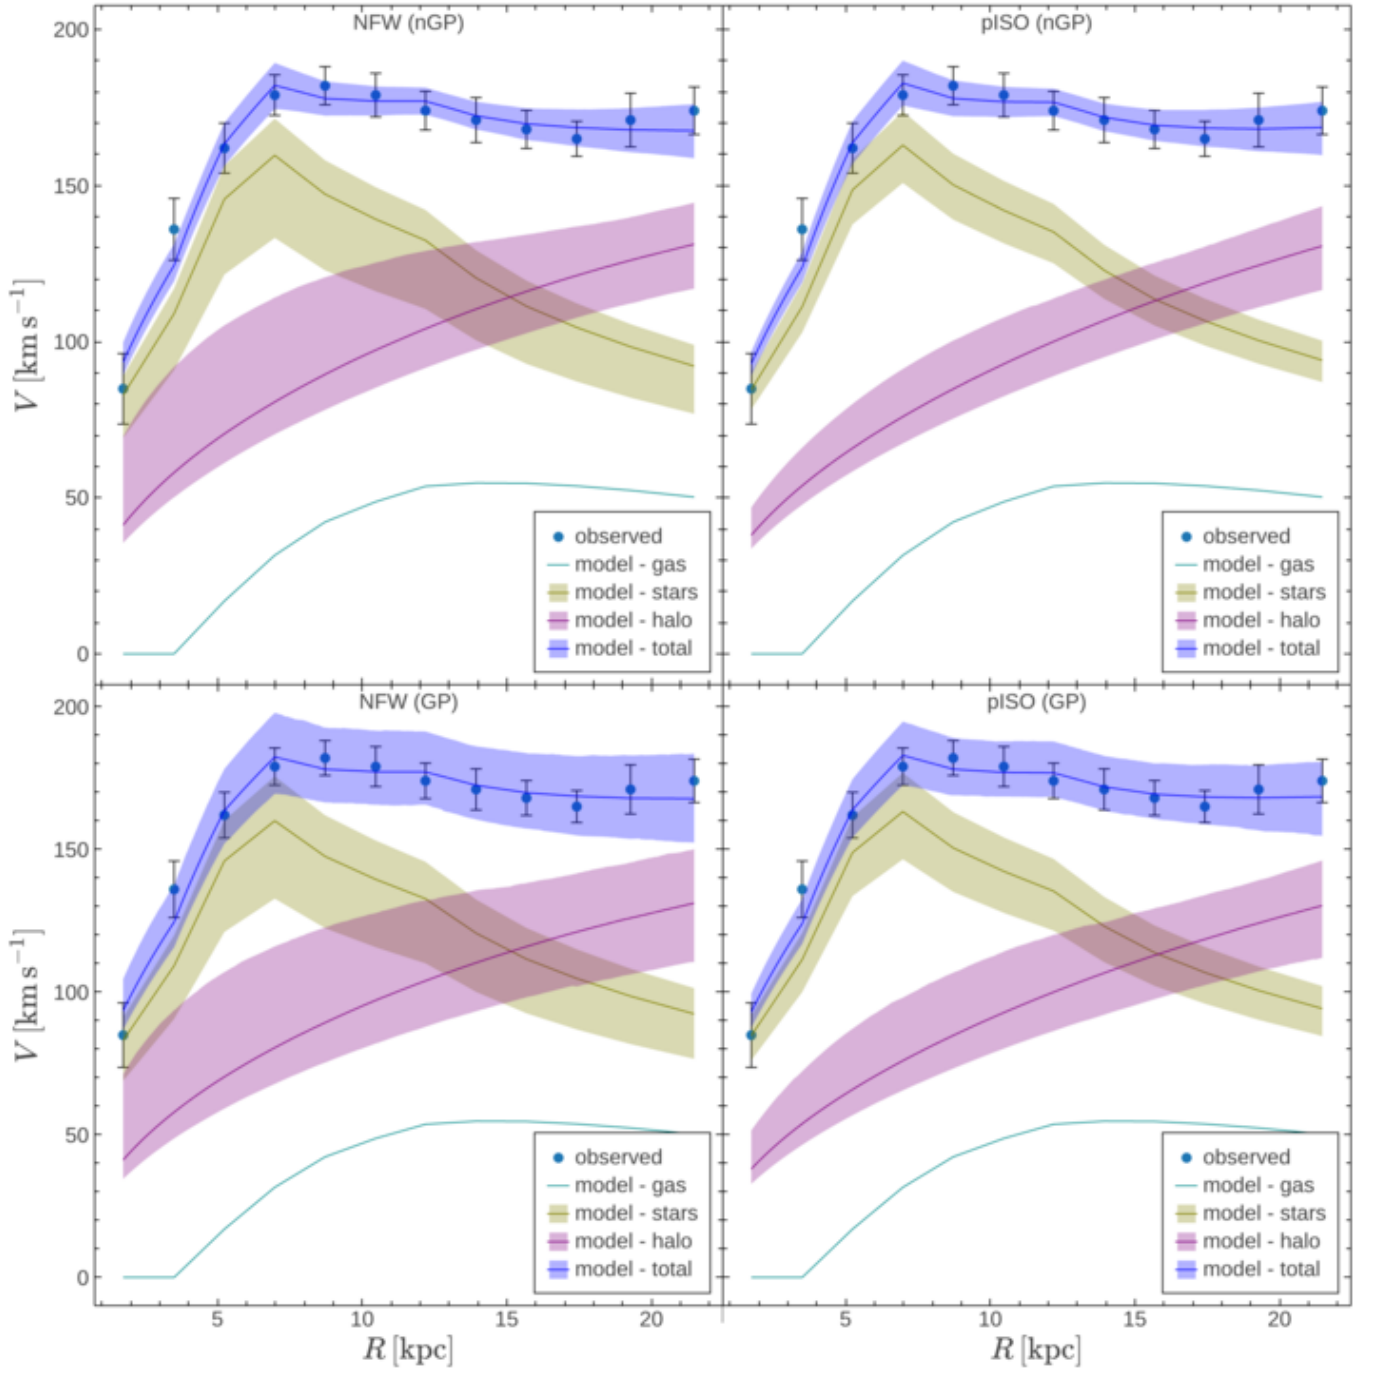 NFW (nGP)
pISO (nGP)
200
150
100
50
0
V [km s⁻¹]
observed
model - gas
model - stars
model - halo
model - total
observed
model - gas
model - stars
model - halo
model - total
NFW (GP)
pISO (GP)
200
150
100
50
0
V [km s⁻¹]
observed
model - gas
model - stars
model - halo
model - total
observed
model - gas
model - stars
model - halo
model - total
5 10 15 20
5 10 15 20
R [kpc]
R [kpc]